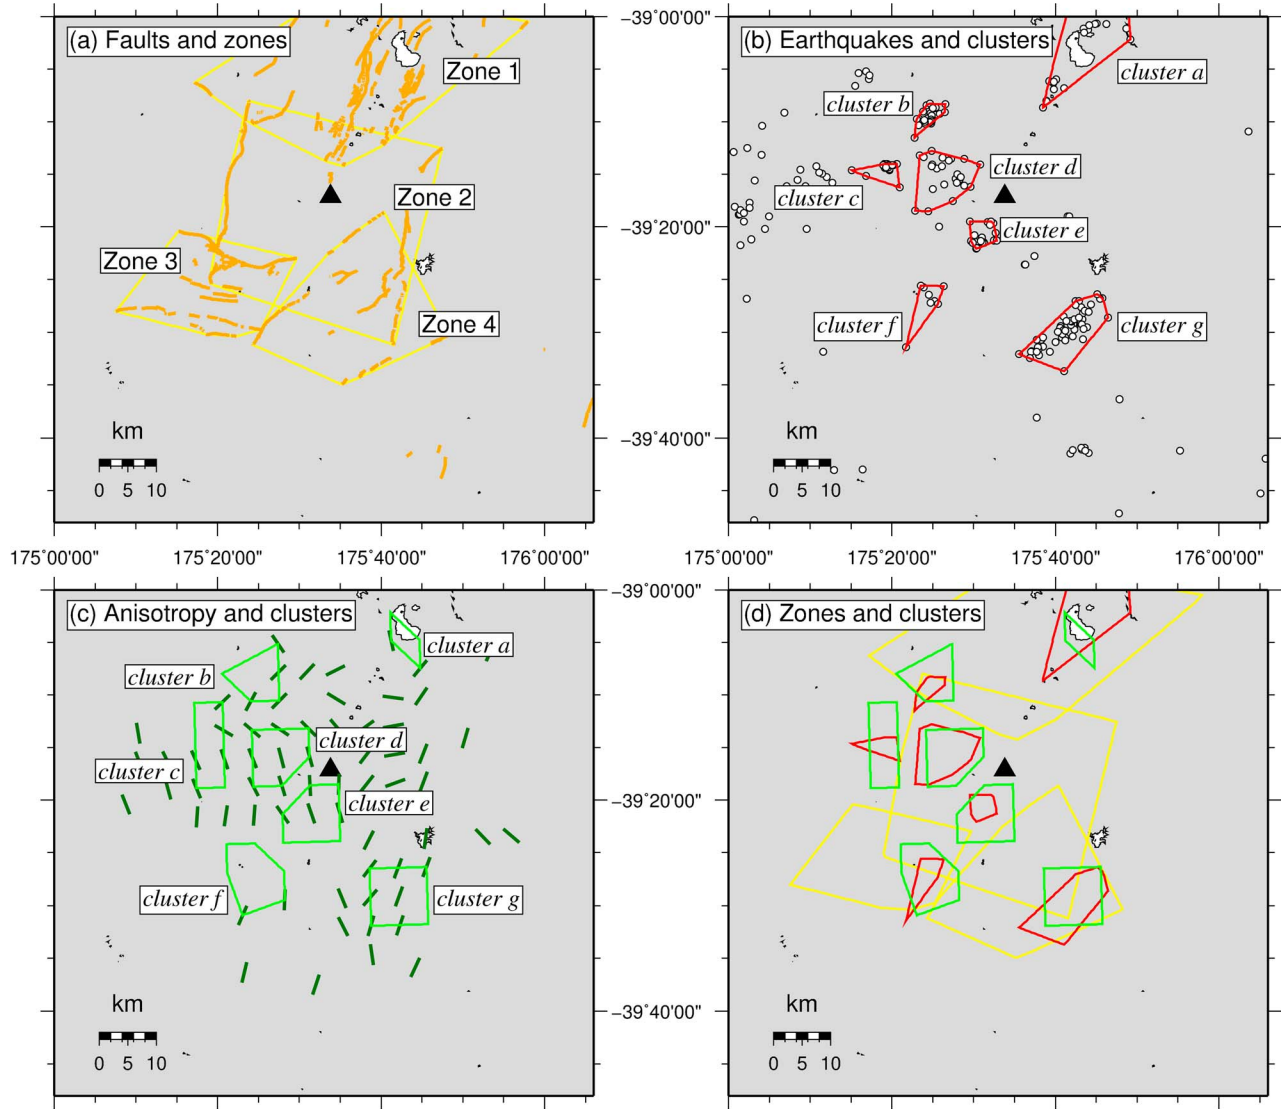 (a) Faults and zones
Zone 1
Zone 2
Zone 3
Zone 4
km
0 5 10
(b) Earthquakes and clusters
cluster a
cluster b
cluster c
cluster d
cluster e
cluster f
cluster g
km
0 5 10
−39˚00'00"
−39˚20'00"
−39˚40'00"
175˚00'00" 175˚20'00" 175˚40'00" 176˚00'00" 175˚00'00" 175˚20'00" 175˚40'00" 176˚00'00"
(c) Anisotropy and clusters
cluster a
cluster b
cluster c
cluster d
cluster e
cluster f
cluster g
km
0 5 10
(d) Zones and clusters
km
0 5 10
−39˚00'00"
−39˚20'00"
−39˚40'00"